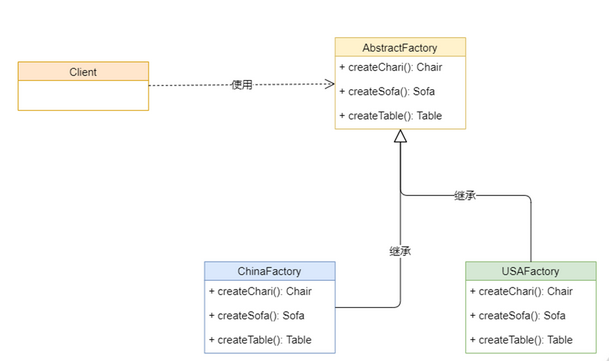 AbstractFactory
+ createChari(): Chair
+ createSofa(): Sofa
+ createTable(): Table
Client
使用
继承
继承
ChinaFactory
+ createChari(): Chair
+ createSofa(): Sofa
+ createTable(): Table
USAFactory
+ createChari(): Chair
+ createSofa(): Sofa
+ createTable(): Table